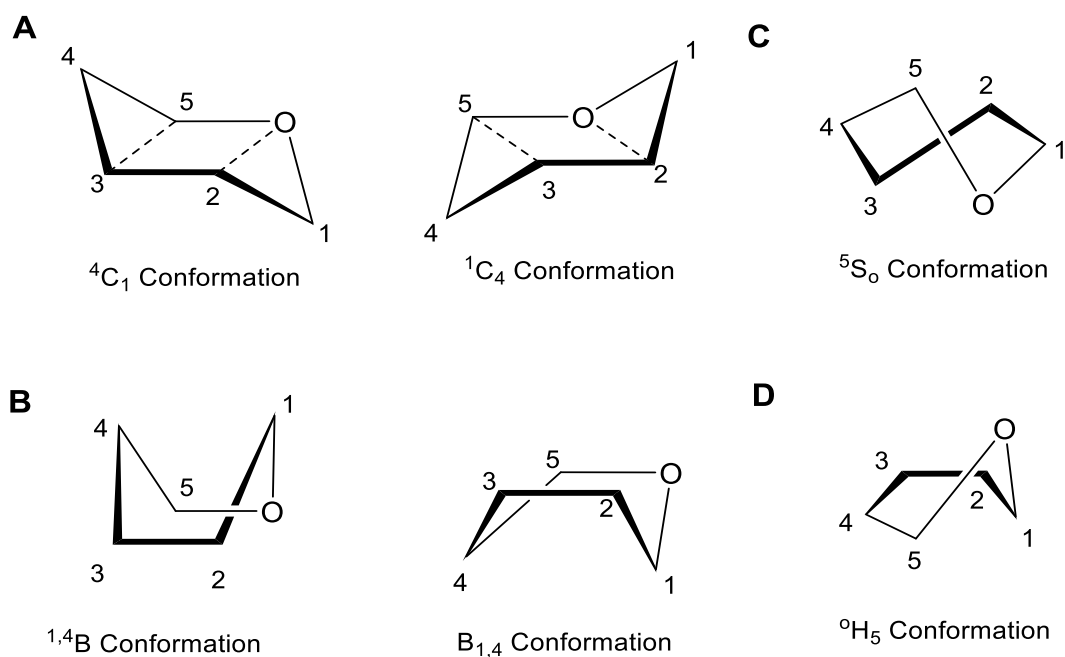 A
4
5
O
3
2
1
⁴C₁ Conformation
1
5
O
3
2
4
¹C₄ Conformation
C
5
2
4
1
3
O
⁵Sₒ Conformation
B
1
4
5
O
3
2
¹,⁴B Conformation
5
O
3
2
4
1
B₁,₄ Conformation
D
O
3
2
4
1
5
ᵒH₅ Conformation